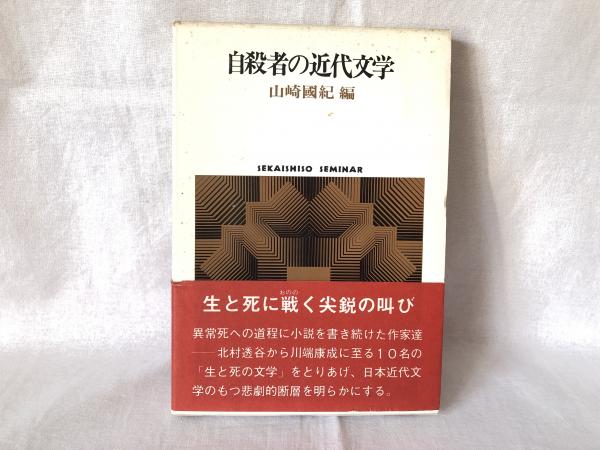 自殺者の近代文学
山崎國紀 編
SEKAISHISO SEMINAR
おのの
生と死に戦く尖鋭の叫び
異常死への道程に小説を書き続けた作家達
──北村透谷から川端康成に至る10名の
「生と死の文学」をとりあげ、日本近代文
学のもつ悲劇的断層を明らかにする。